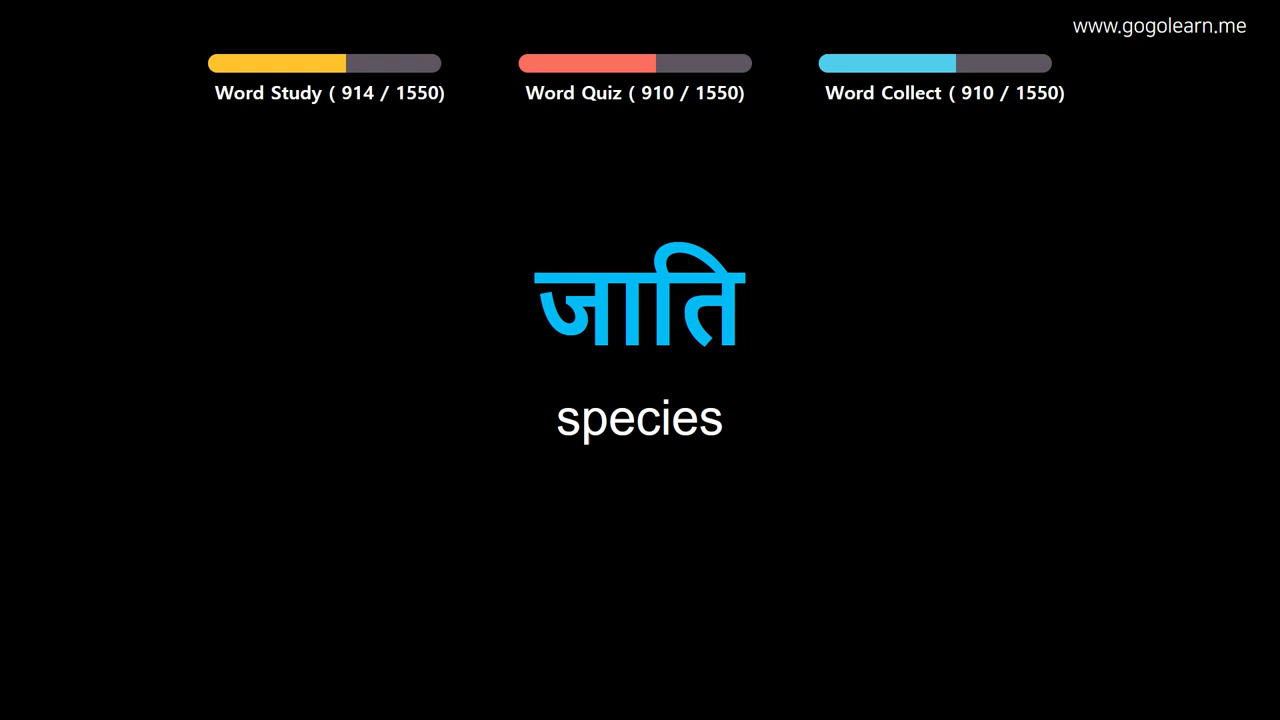 www.gogolearn.me
Word Study ( 914 / 1550)
Word Quiz ( 910 / 1550)
Word Collect ( 910 / 1550)
जाति
species